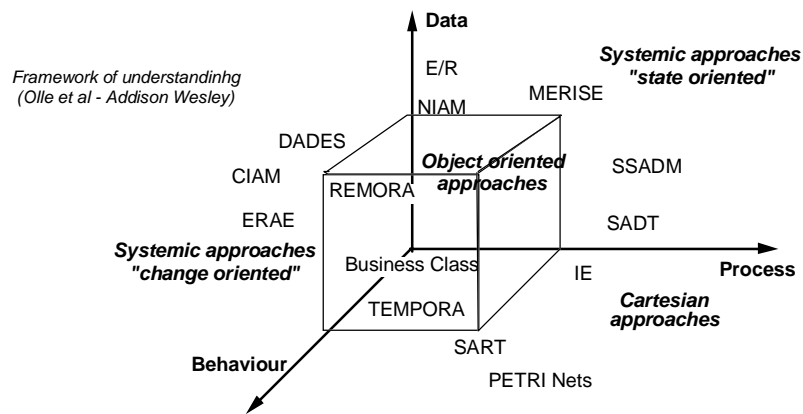 Data
Systemic approaches
"state oriented"
E/R
Framework of understandinhg
(Olle et al - Addison Wesley)
MERISE
NIAM
DADES
Object oriented
approaches
SSADM
CIAM
REMORA
ERAE
SADT
Systemic approaches
"change oriented"
Business Class
IE
Process
Cartesian
approaches
TEMPORA
SART
Behaviour
PETRI Nets